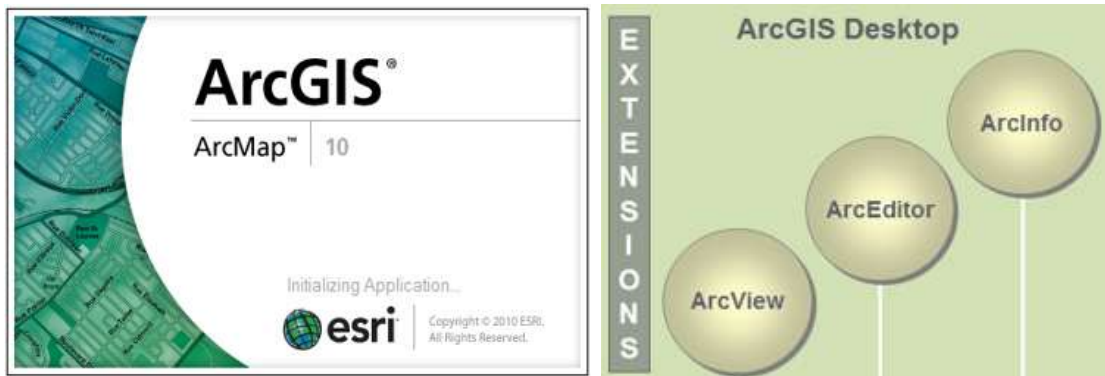 ArcGIS®
ArcMap™ 10
Initializing Application...
esri
Copyright © 2010 ESRI.
All Rights Reserved.
EXTENSIONS
ArcGIS Desktop
ArcInfo
ArcEditor
ArcView